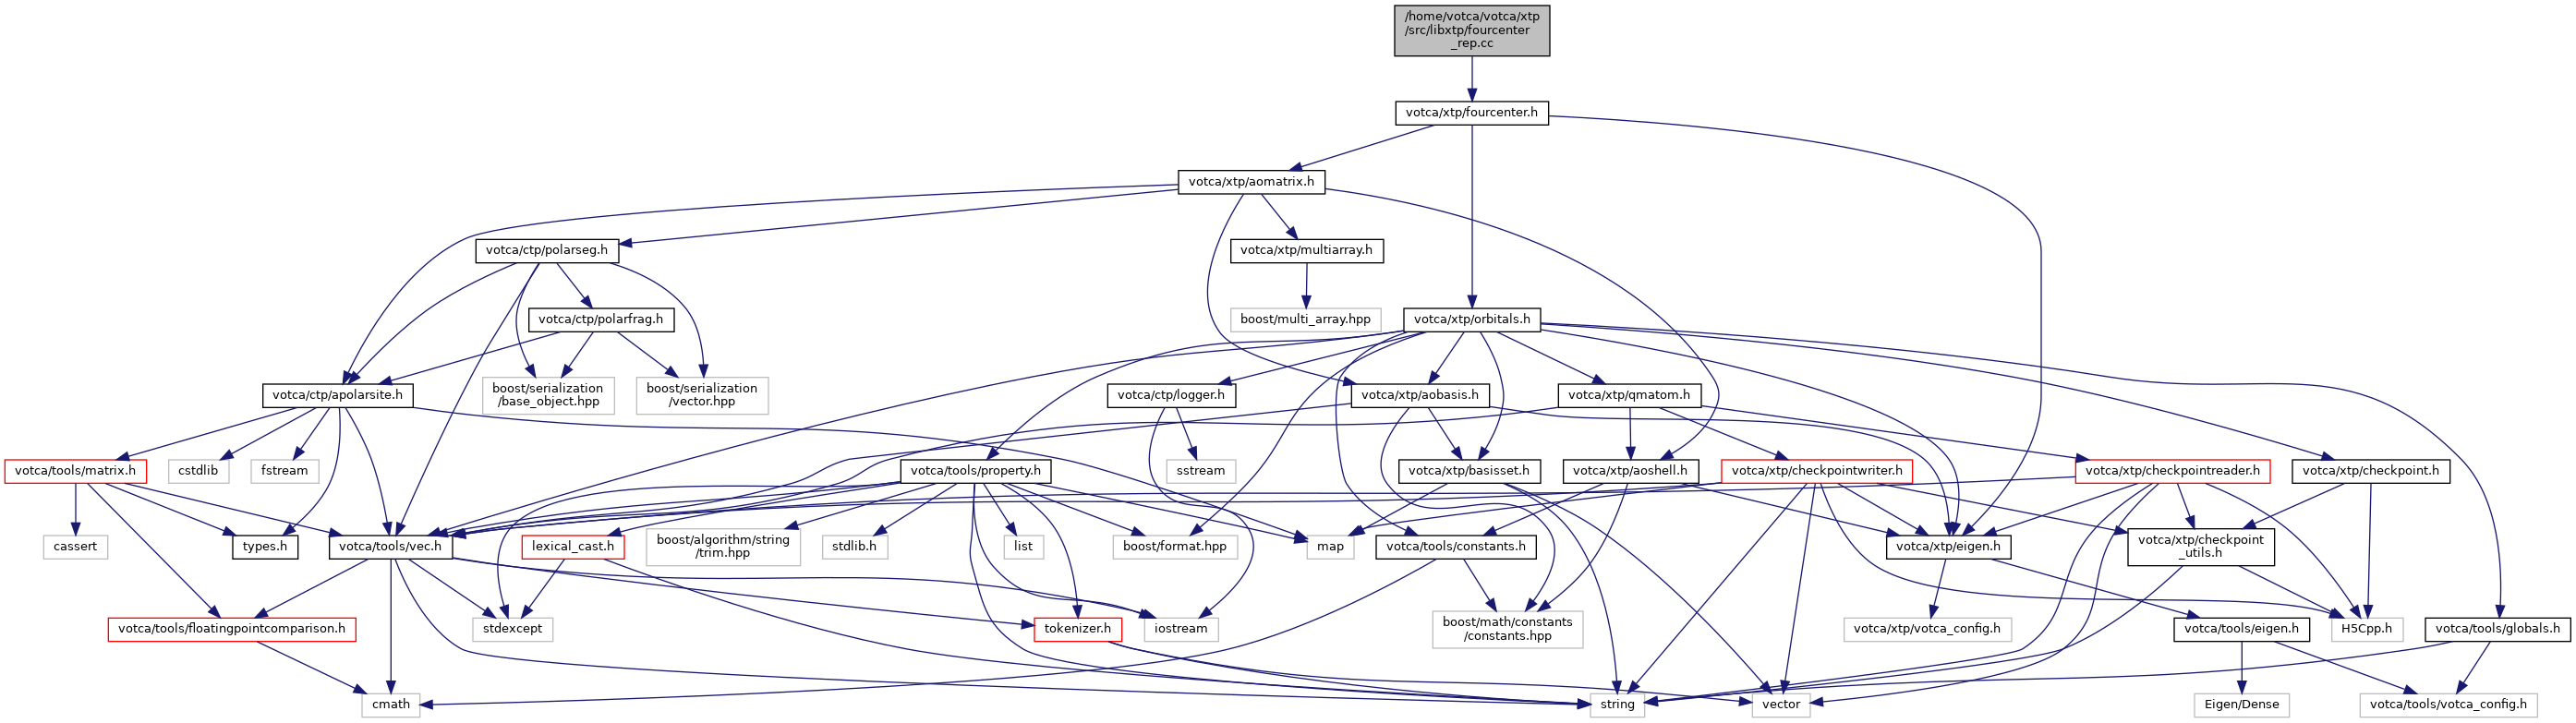 /home/votca/votca/xtp
/src/libxtp/fourcenter
_rep.cc
votca/xtp/fourcenter.h
votca/xtp/aomatrix.h
votca/ctp/polarseg.h
votca/xtp/multiarray.h
votca/ctp/polarfrag.h
boost/multi_array.hpp
votca/xtp/orbitals.h
votca/ctp/apolarsite.h
boost/serialization
/base_object.hpp
boost/serialization
/vector.hpp
votca/ctp/logger.h
votca/xtp/aobasis.h
votca/xtp/qmatom.h
votca/tools/matrix.h
cstdlib
fstream
votca/tools/property.h
sstream
votca/xtp/basisset.h
votca/xtp/aoshell.h
votca/xtp/checkpointwriter.h
votca/xtp/checkpointreader.h
votca/xtp/checkpoint.h
cassert
types.h
votca/tools/vec.h
lexical_cast.h
boost/algorithm/string
/trim.hpp
stdlib.h
list
boost/format.hpp
map
votca/tools/constants.h
votca/xtp/eigen.h
votca/xtp/checkpoint
_utils.h
votca/tools/floatingpointcomparison.h
stdexcept
tokenizer.h
iostream
boost/math/constants
/constants.hpp
votca/xtp/votca_config.h
votca/tools/eigen.h
H5Cpp.h
votca/tools/globals.h
cmath
string
vector
Eigen/Dense
votca/tools/votca_config.h